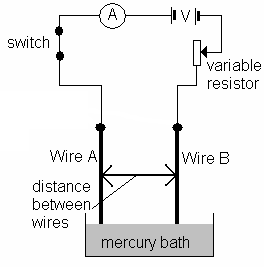 A
V
switch
variable
resistor
Wire A
Wire B
distance
between
wires
mercury bath